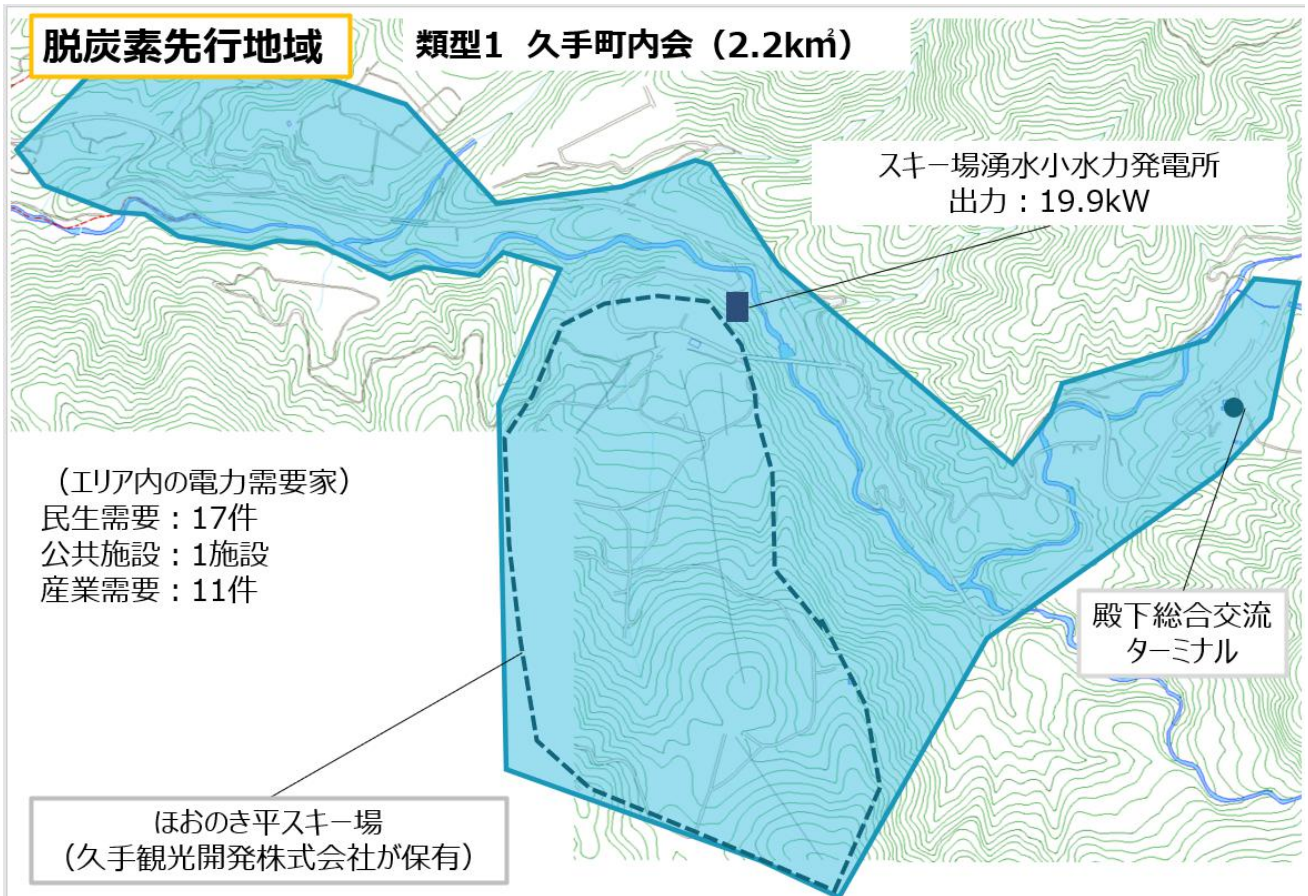 脱炭素先行地域
類型1 久手町内会（2.2k㎡）
スキー場湧水小水力発電所
出力：19.9kW
（エリア内の電力需要家）
民生需要：17件
公共施設：1施設
産業需要：11件
殿下総合交流
ターミナル
ほおのき平スキー場
（久手観光開発株式会社が保有）